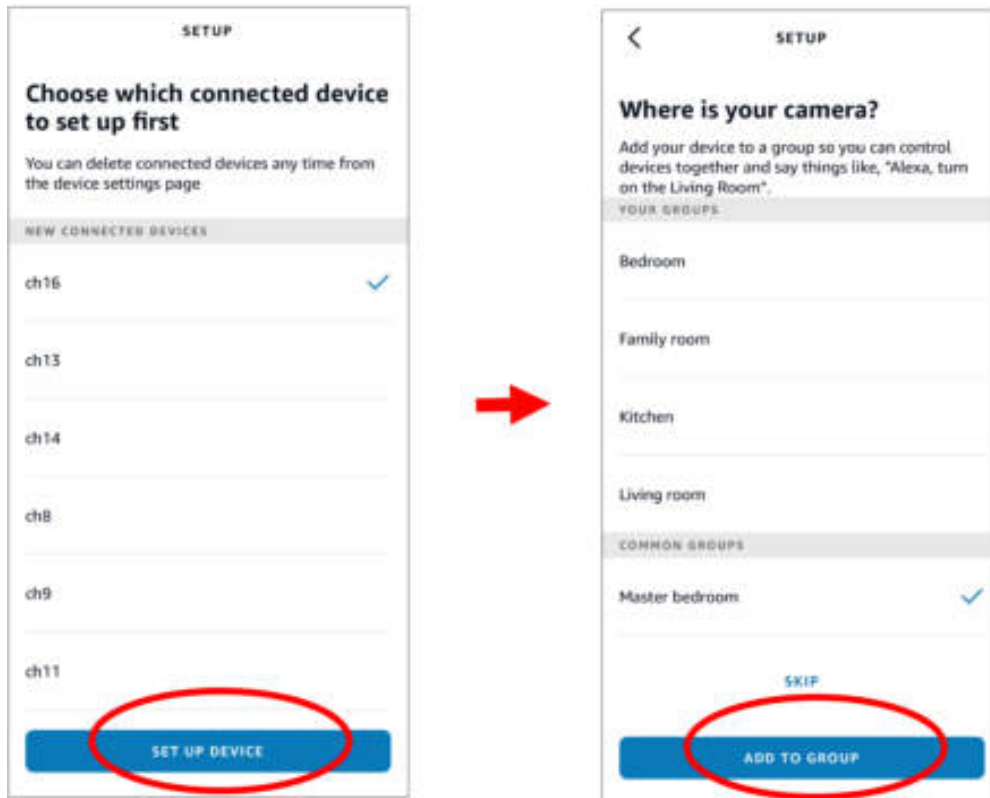 SETUP
Choose which connected device
to set up first
You can delete connected devices any time from
the device settings page
NEW CONNECTED DEVICES
ch16
ch13
ch14
ch8
ch9
ch11
SET UP DEVICE
SETUP
Where is your camera?
Add your device to a group so you can control
devices together and say things like, "Alexa, turn
on the Living Room".
YOUR GROUPS
Bedroom
Family room
Kitchen
Living room
COMMON GROUPS
Master bedroom
SKIP
ADD TO GROUP